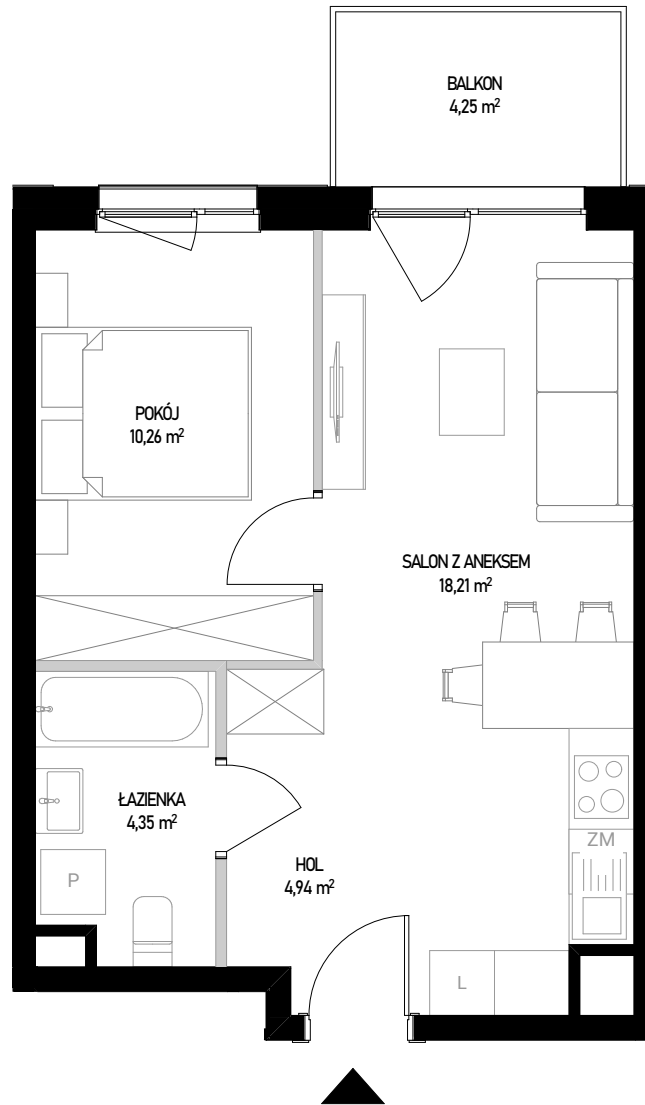 BALKON
4,25 m²
POKÓJ
10,26 m²
SALON Z ANEKSEM
18,21 m²
ŁAZIENKA
4,35 m²
ZM
HOL
4,94 m²
P
L